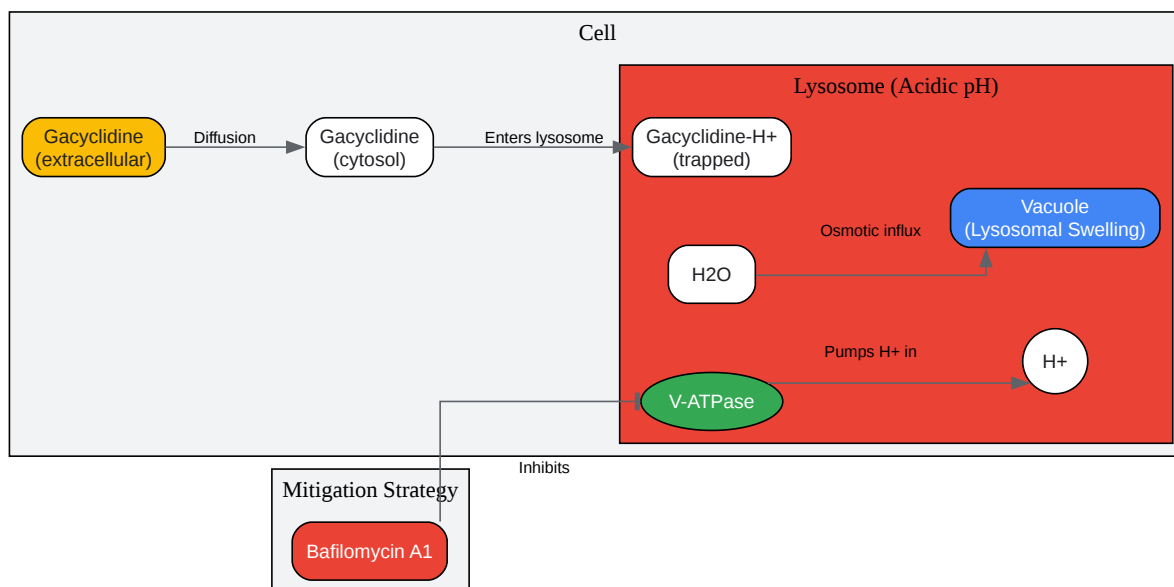 Cell
Lysosome (Acidic pH)
Gacyclidine
(extracellular)
Diffusion
Gacyclidine
(cytosol)
Enters lysosome
Gacyclidine-H+
(trapped)
Vacuole
(Lysosomal Swelling)
Osmotic influx
H2O
Pumps H+ in
H+
V-ATPase
Inhibits
Mitigation Strategy
Bafilomycin A1